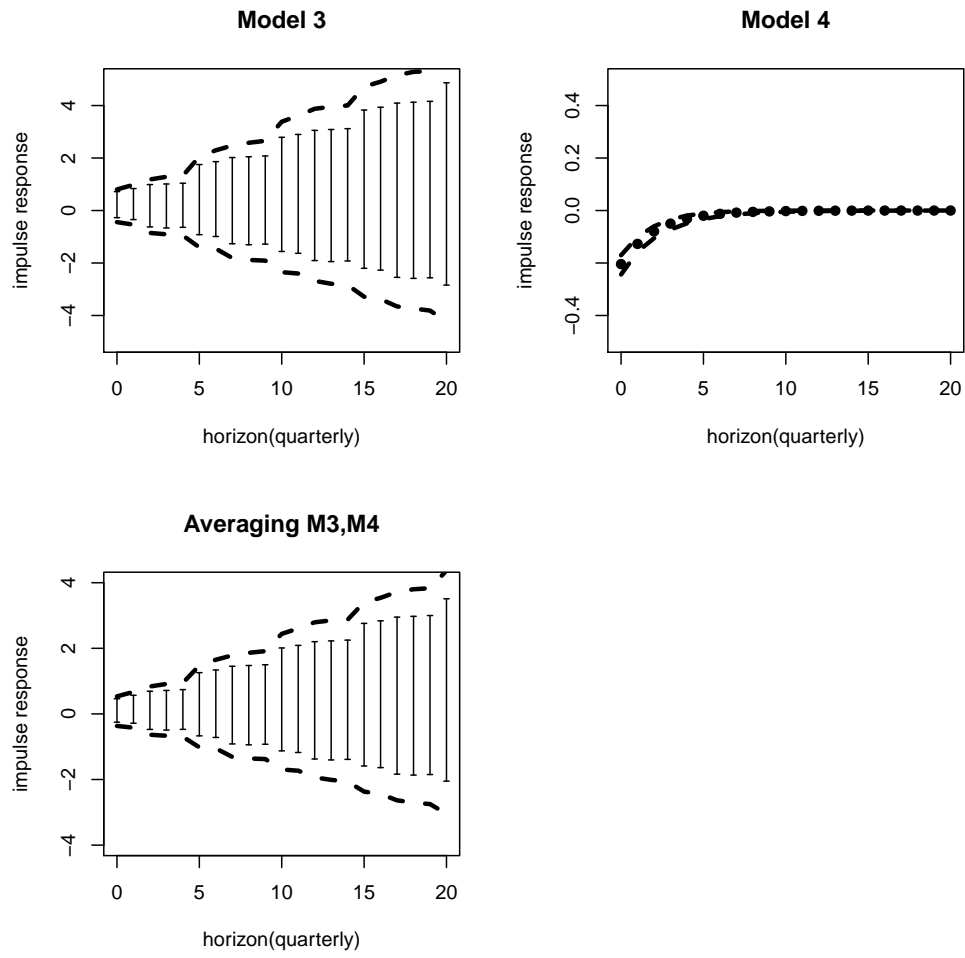 Model 3
impulse response
4
2
0
−2
−4
0 5 10 15 20
horizon(quarterly)
Model 4
impulse response
0.4
0.2
0.0
−0.4
0 5 10 15 20
horizon(quarterly)
Averaging M3,M4
impulse response
4
2
0
−2
−4
0 5 10 15 20
horizon(quarterly)